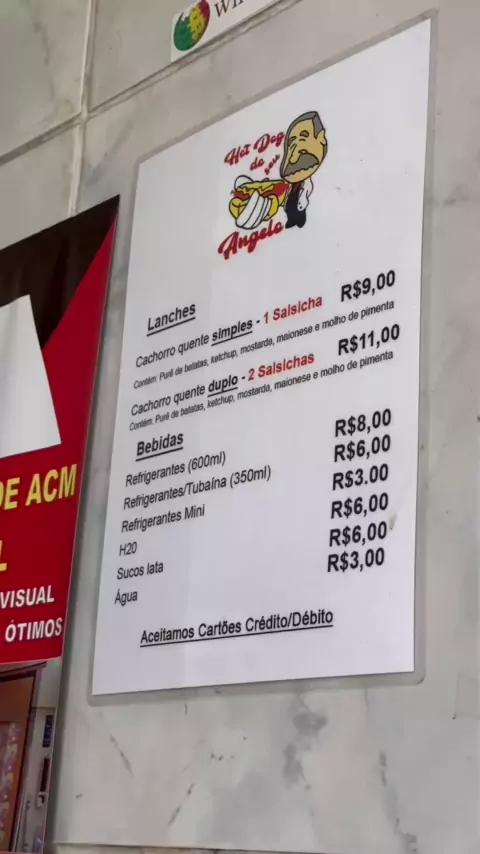 Hot Dog
do
Angelo
Lanches
Cachorro quente simples - 1 Salsicha R$9,00
Contém: Purê de batatas, ketchup, mostarda, maionese e molho de pimenta
Cachorro quente duplo - 2 Salsichas R$11,00
Contém: Purê de batatas, ketchup, mostarda, maionese e molho de pimenta
Bebidas
Refrigerantes (600ml) R$8,00
Refrigerantes/Tubaína (350ml) R$6,00
Refrigerantes Mini R$3.00
H20 R$6,00
Sucos lata R$6,00
Água R$3,00
Aceitamos Cartões Crédito/Débito
DE ACM
VISUAL
ÓTIMOS